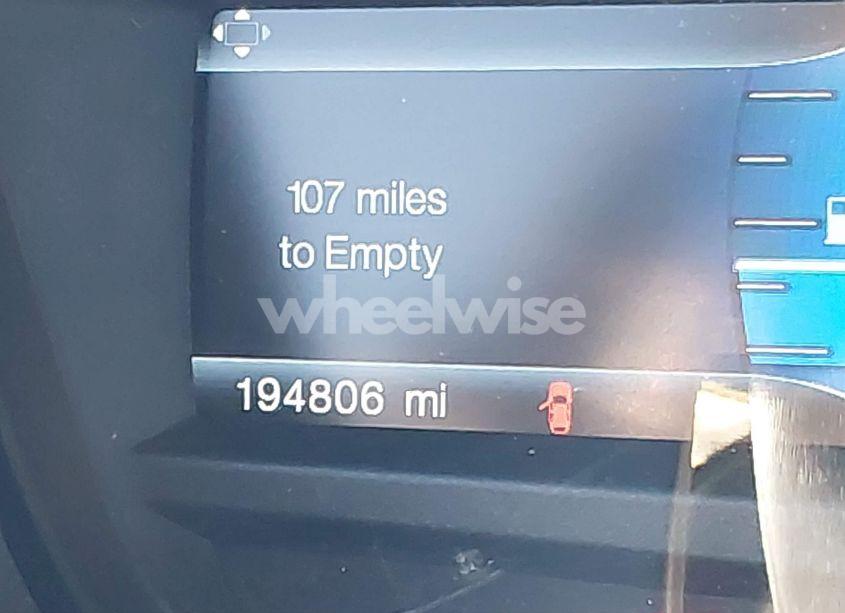 107 miles
to Empty
wheelwise
194806 mi